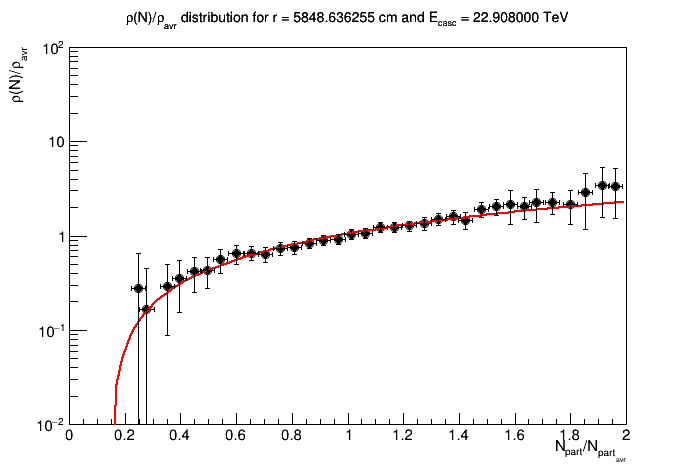 ρ(N)/ρavr distribution for r = 5848.636255 cm and Ecasc = 22.908000 TeV
ρ(N)/ρavr
10²
10
1
10⁻¹
10⁻²
0 0.2 0.4 0.6 0.8 1 1.2 1.4 1.6 1.8 2
Npart/Npartavr